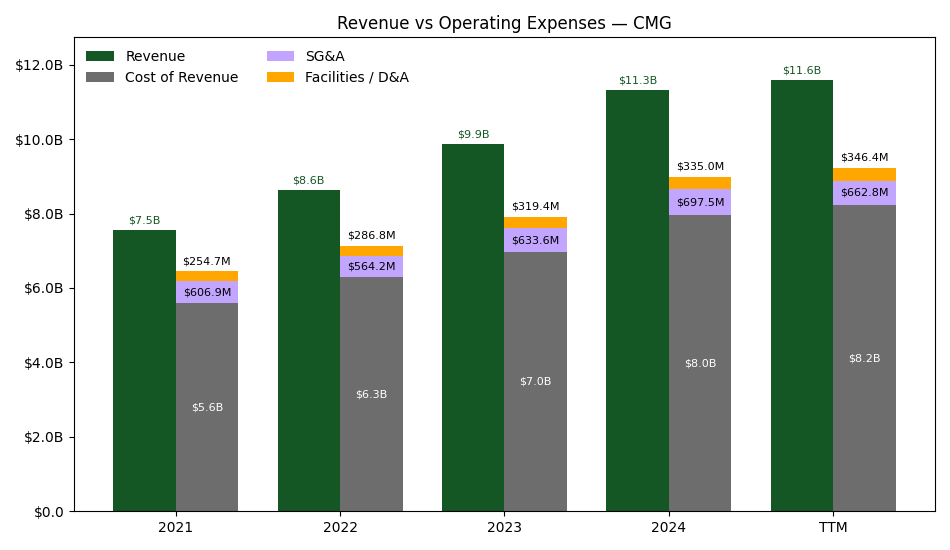 Revenue vs Operating Expenses — CMG
Revenue
Cost of Revenue
SG&A
Facilities / D&A
$12.0B
$10.0B
$8.0B
$6.0B
$4.0B
$2.0B
$0.0
$7.5B
$254.7M
$606.9M
$5.6B
$8.6B
$286.8M
$564.2M
$6.3B
$9.9B
$319.4M
$633.6M
$7.0B
$11.3B
$335.0M
$697.5M
$8.0B
$11.6B
$346.4M
$662.8M
$8.2B
2021
2022
2023
2024
TTM